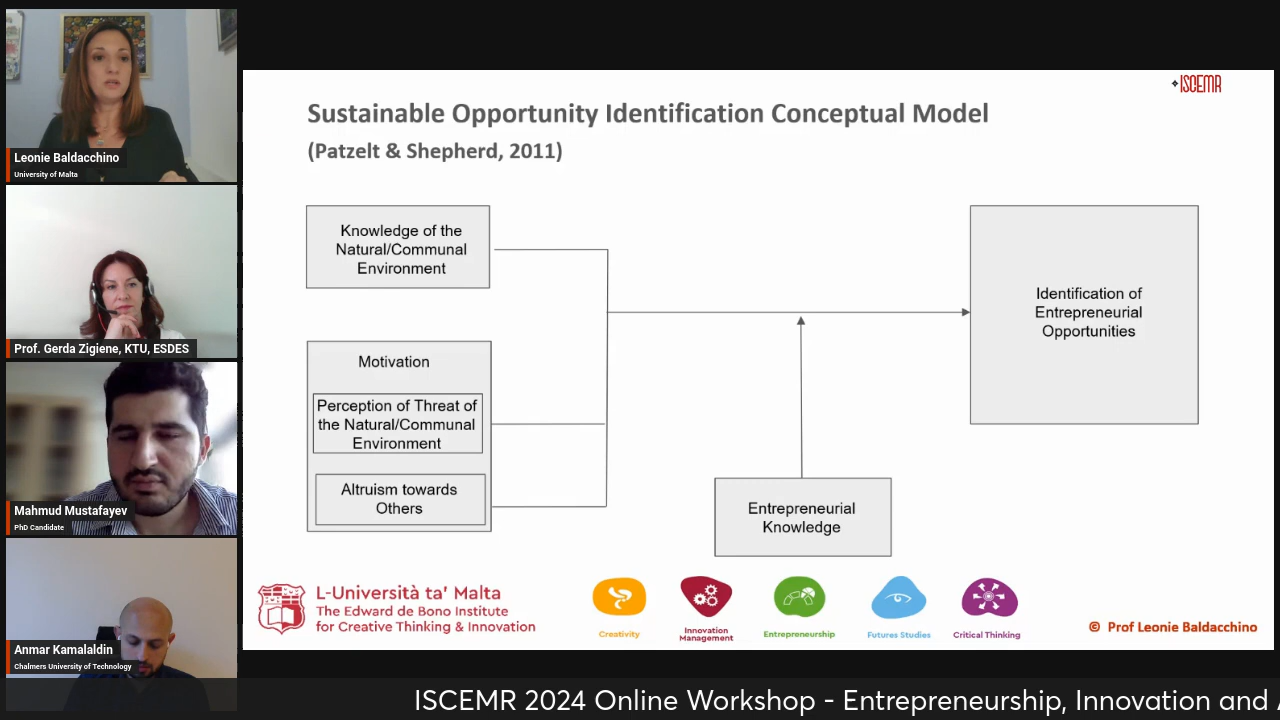 Leonie Baldacchino
University of Malta
Prof. Gerda Zigiene, KTU, ESDES
Mahmud Mustafayev
PhD Candidate
Anmar Kamalaldin
Chalmers University of Technology
ISCEMR
Sustainable Opportunity Identification Conceptual Model
(Patzelt & Shepherd, 2011)
Knowledge of the
Natural/Communal
Environment
Motivation
Perception of Threat of
the Natural/Communal
Environment
Altruism towards
Others
Entrepreneurial
Knowledge
Identification of
Entrepreneurial
Opportunities
L-Università ta' Malta
The Edward de Bono Institute
for Creative Thinking & Innovation
Creativity
Innovation
Management
Entrepreneurship
Futures Studies
Critical Thinking
© Prof Leonie Baldacchino
ISCEMR 2024 Online Workshop - Entrepreneurship, Innovation and